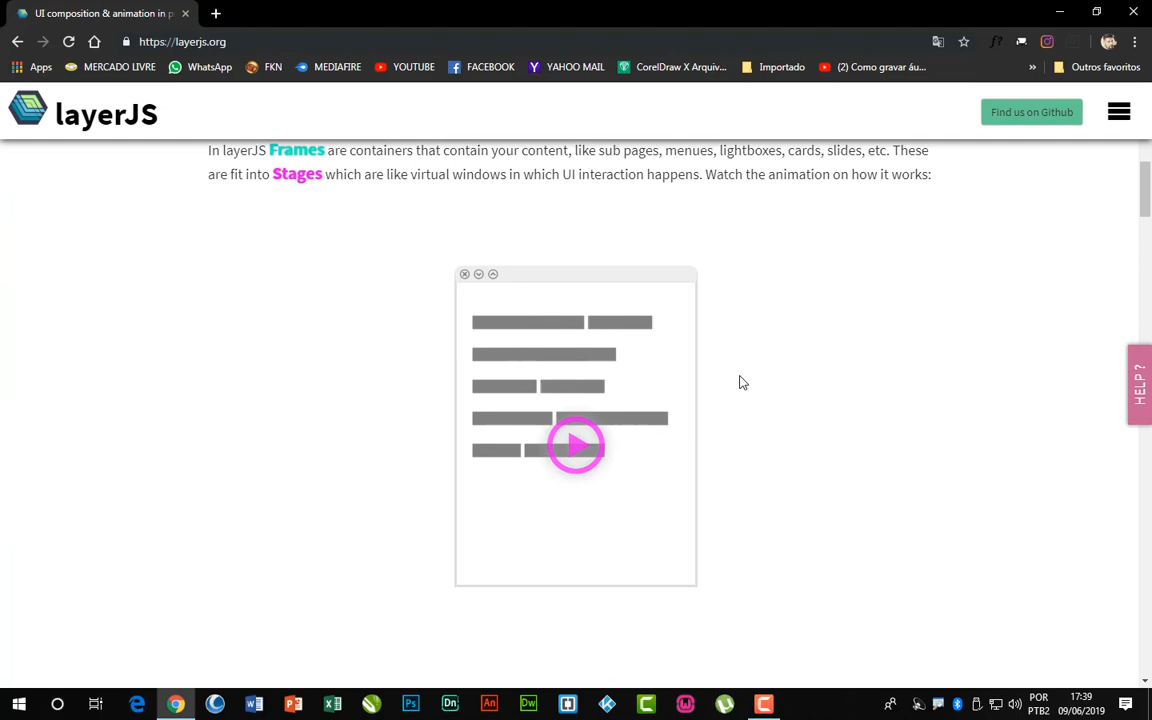 UI composition & animation in p
https://layerjs.org
f?
Apps
MERCADO LIVRE
WhatsApp
FKN
MEDIAFIRE
YOUTUBE
FACEBOOK
YAHOO MAIL
CorelDraw X Arquiv...
Importado
(2) Como gravar áu...
»
Outros favoritos
layerJS
Find us on Github
In layerJS Frames are containers that contain your content, like sub pages, menues, lightboxes, cards, slides, etc. These
are fit into Stages which are like virtual windows in which UI interaction happens. Watch the animation on how it works:
HELP ?
Ps
Dn
An
Dw
POR
PTB2
17:39
09/06/2019